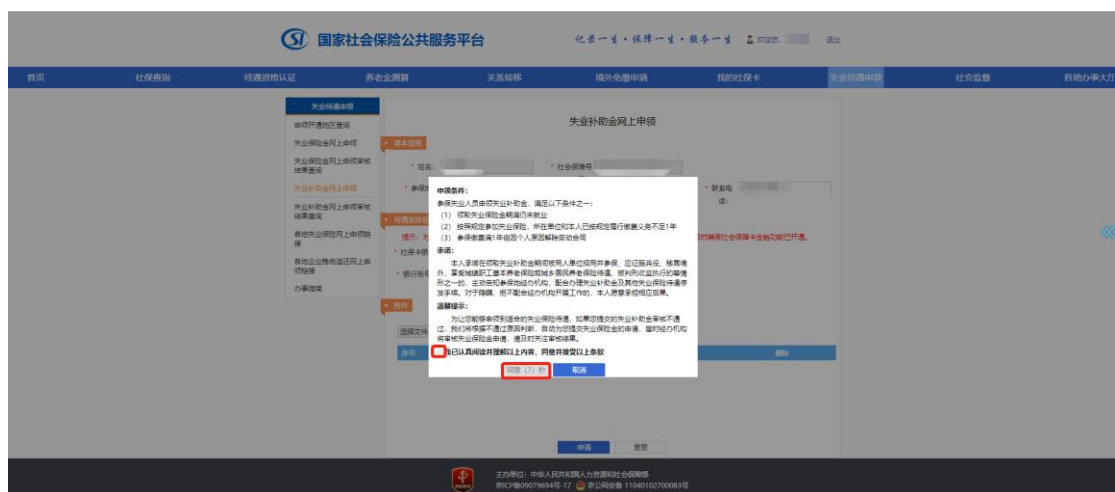 国家社会保险公共服务平台
记录一生·保障一生·服务一生
欢迎您,
退出
首页 社保查询 待遇资格认证 养老金测算 关系转移 境外免缴申请 我的社保卡 失业待遇申领 社会监督 各地办事大厅
失业待遇申领
申领开通地区查询
失业保险金网上申领
失业保险金网上申领审核
结果查询
失业补助金网上申领
失业补助金网上申领审核
结果查询
各地失业保险网上申领链
接
各地企业稳岗返还网上申
领链接
办事指南
失业补助金网上申领
基本信息
* 姓名:
* 社会保障号
* 参保地
* 联系电
话:
待遇发放信
提示:为
时确保社会保障卡金融功能已开通。
* 社保卡银
* 银行账号
附件
选择文件
序号
删除
申领条件:
参保失业人员申领失业补助金,满足以下条件之一:
(1) 领取失业保险金期满仍未就业
(2) 按照规定参加失业保险,所在单位和本人已按规定履行缴费义务不足1年
(3) 参保缴费满1年但因个人原因解除劳动合同
承诺:
本人承诺在领取失业补助金期间被用人单位招用并参保、应征服兵役、移居境
外、享受城镇职工基本养老保险或城乡居民养老保险待遇、被判刑收监执行的等情
形之一的,主动告知参保地经办机构,配合办理失业补助金及其他失业保险待遇停
发手续。对于隐瞒、拒不配合经办机构开展工作的,本人愿意承担相应后果。
温馨提示:
为让您能够申领到适合的失业保险待遇,如果您提交的失业补助金审核不通
过,我们将根据不通过原因判断,自动为您提交失业保险金的申请,届时经办机构
将审核失业保险金申请,请及时关注审核结果。
我已认真阅读并理解以上内容,同意并接受以上条款
同意 (7) 秒
取消
申请
重置
主办单位:中华人民共和国人力资源和社会保障部
京ICP备09079694号-17 京公网安备 11040102700083号